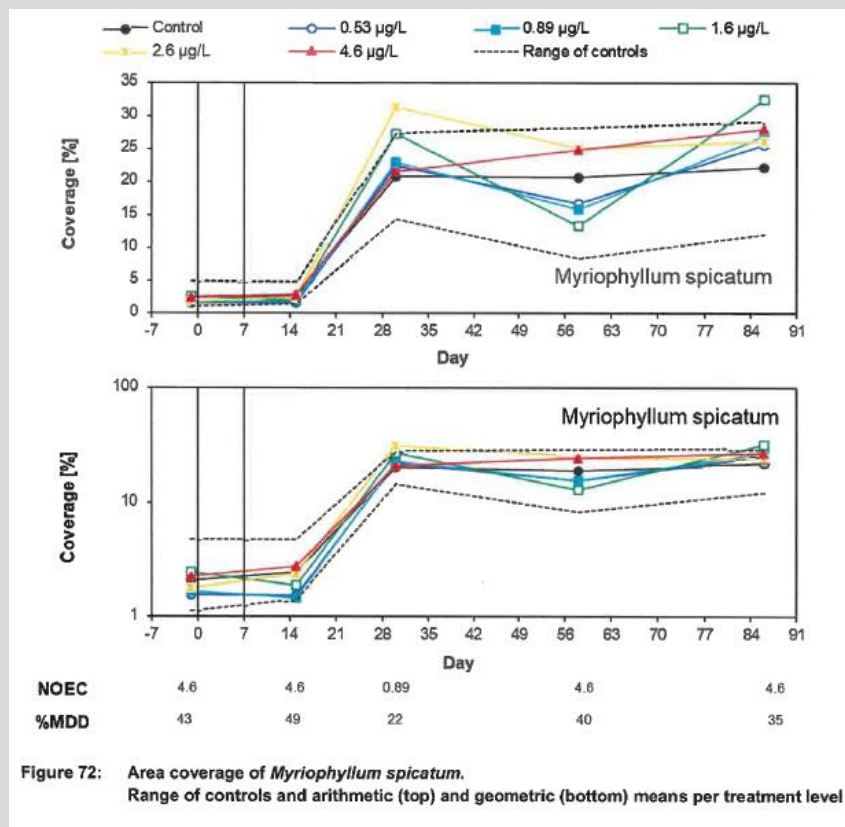 Control 0.53 µg/L 0.89 µg/L 1.6 µg/L
2.6 µg/L 4.6 µg/L Range of controls
35
30
25
20
15
10
5
0
Coverage [%]
Myriophyllum spicatum
-7 0 7 14 21 28 35 42 49 56 63 70 77 84 91
Day
100
10
1
Coverage [%]
Myriophyllum spicatum
-7 0 7 14 21 28 35 42 49 56 63 70 77 84 91
Day
NOEC 4.6 4.6 0.89 4.6 4.6
%MDD 43 49 22 40 35
Figure 72: Area coverage of Myriophyllum spicatum.
Range of controls and arithmetic (top) and geometric (bottom) means per treatment level